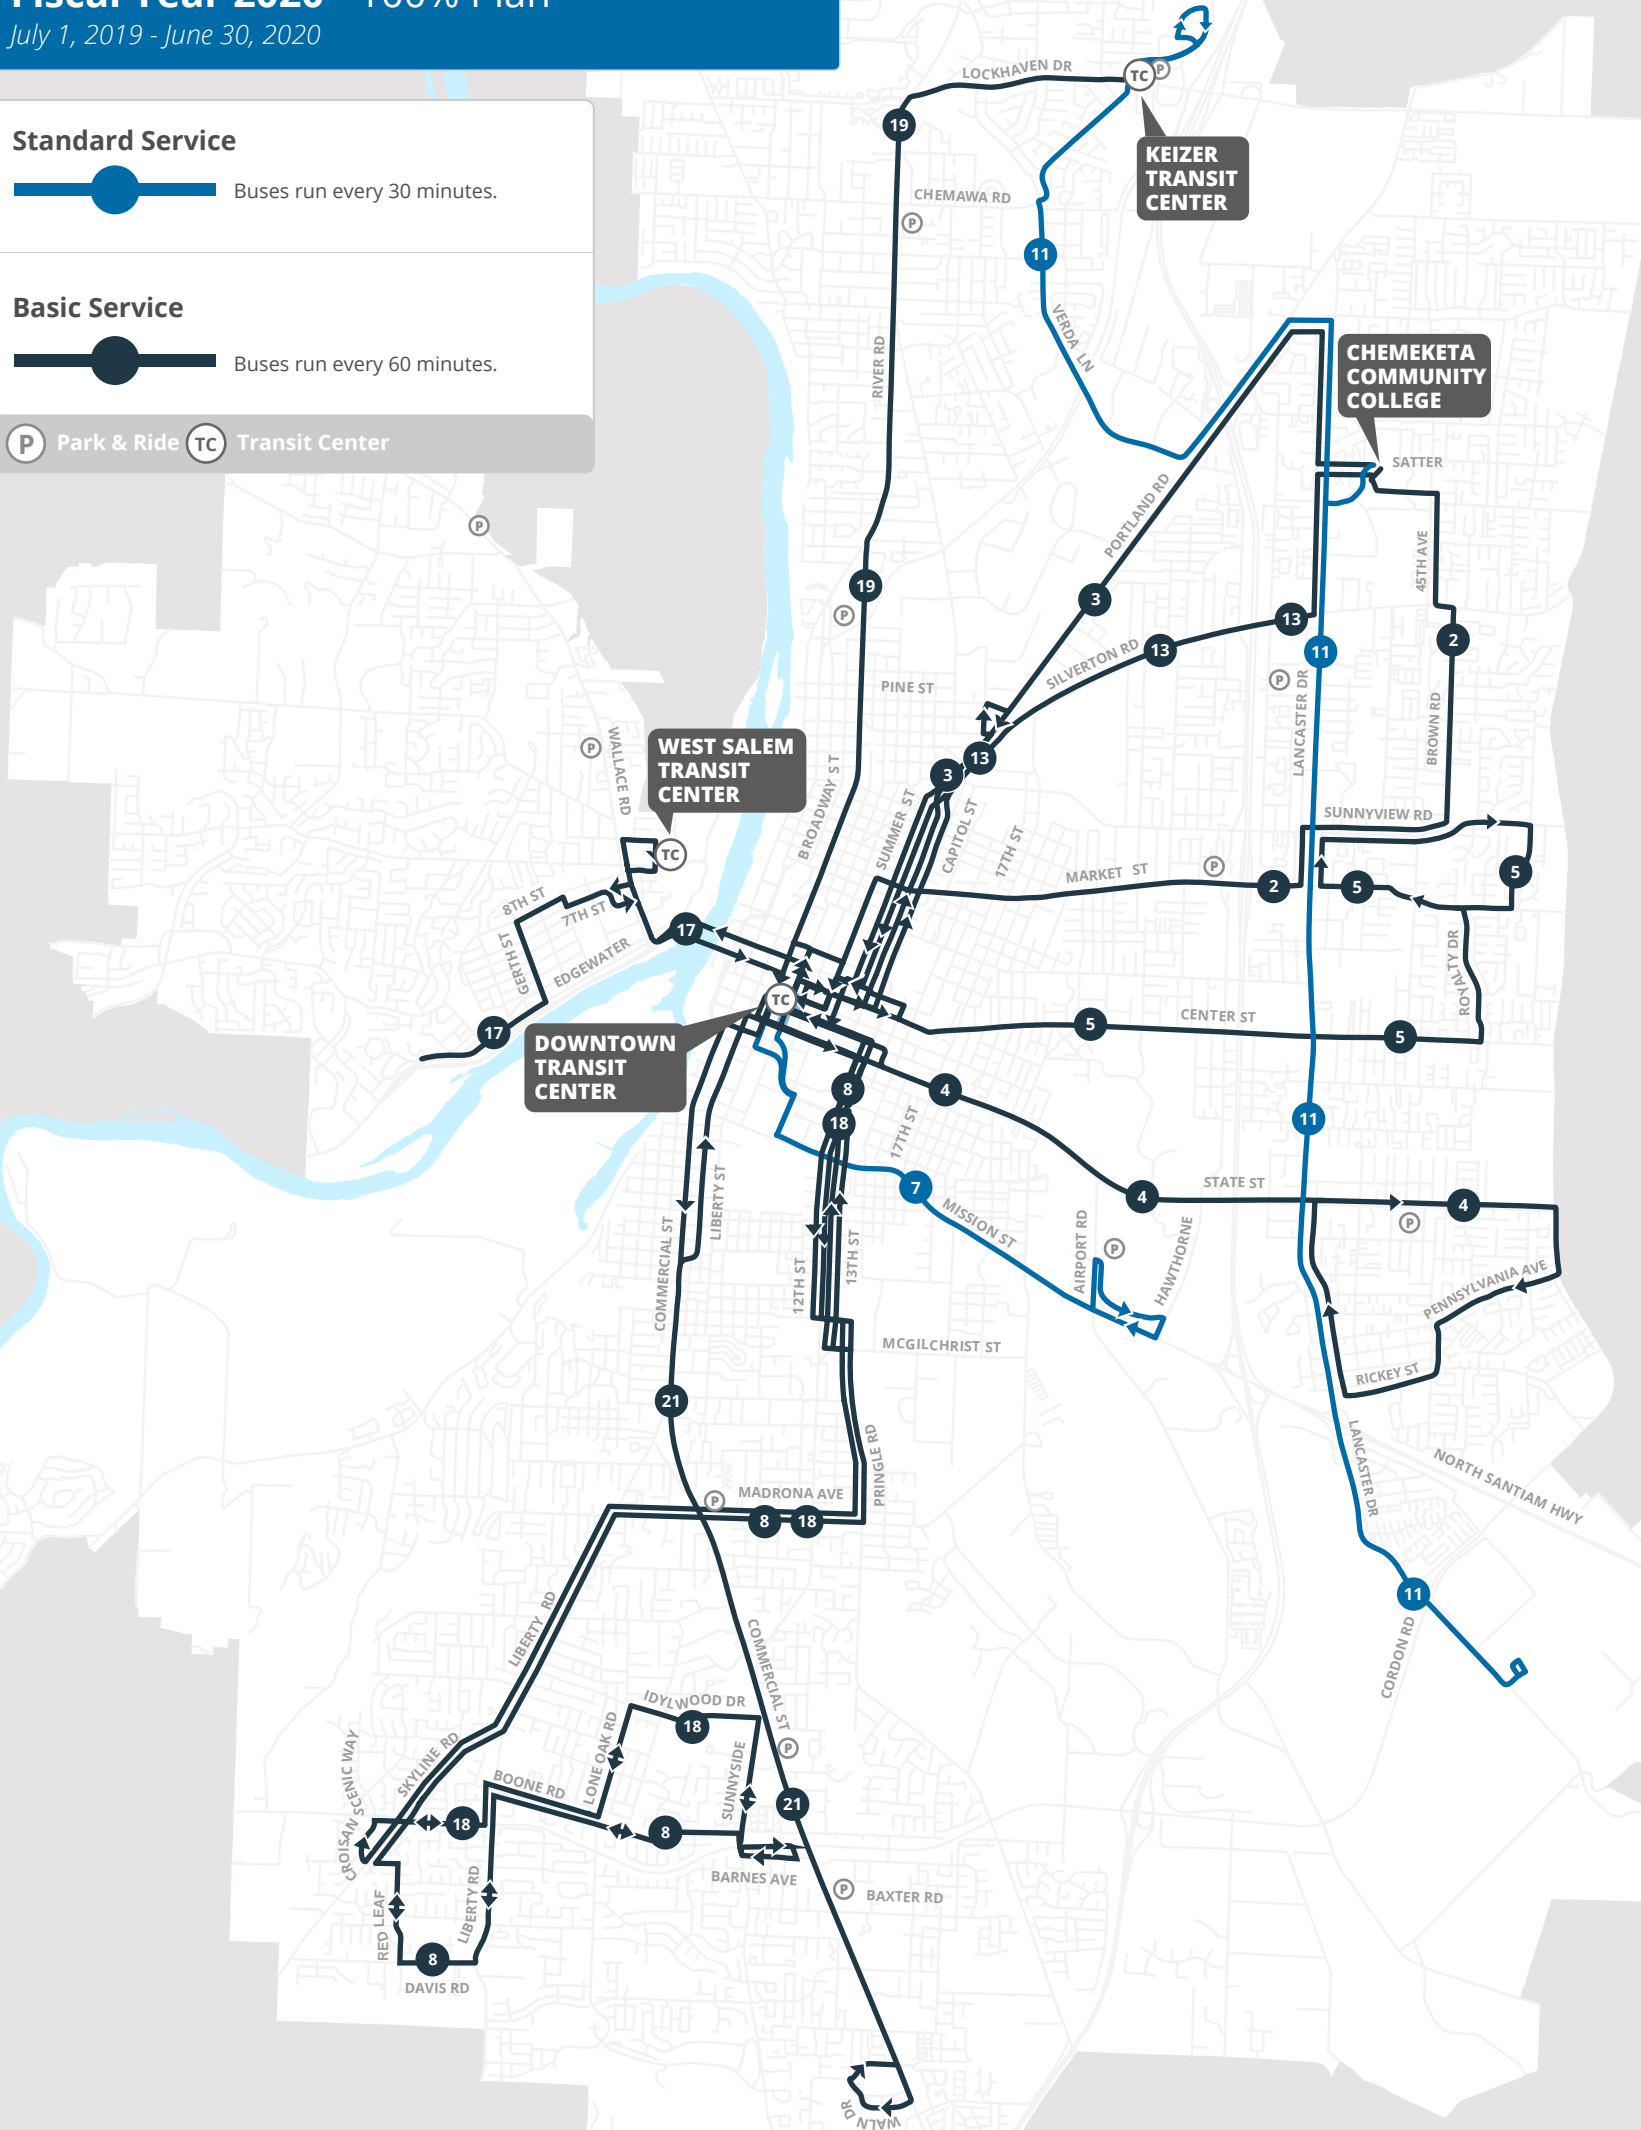 Fiscal Year 2020 - 100% Plan
July 1, 2019 - June 30, 2020
Standard Service
Buses run every 30 minutes.
Basic Service
Buses run every 60 minutes.
P Park & Ride TC Transit Center
LOCKHAVEN DR
TC
P
19
KEIZER
TRANSIT
CENTER
CHEMAWA RD
P
11
VERDA LN
RIVER RD
CHEMEKETA
COMMUNITY
COLLEGE
SATTER
PORTLAND RD
P
45TH AVE
19
P
3
13
SILVERTON RD
13
11
2
P
PINE ST
LANCASTER DR
BROWN RD
WALLACE RD
P
WEST SALEM
TRANSIT
CENTER
TC
BROADWAY ST
13
3
SUMMER ST
CAPITOL ST
17TH ST
SUNNYVIEW RD
MARKET ST
P
2
5
5
8TH ST
7TH ST
GERTH ST
EDGEWATER
17
ROYALTY DR
17
TC
CENTER ST
5
5
DOWNTOWN
TRANSIT
CENTER
8
4
18
17TH ST
11
LIBERTY ST
7
MISSION ST
4
STATE ST
4
P
COMMERCIAL ST
12TH ST
13TH ST
AIRPORT RD
P
HAWTHORNE
PENNSYLVANIA AVE
MCGILCHRIST ST
RICKEY ST
21
PRINGLE RD
LANCASTER DR
NORTH SANTIAM HWY
P
MADRONA AVE
8
18
LIBERTY RD
11
CORDON RD
COMMERCIAL ST
IDYLWOOD DR
18
LONE OAK RD
P
CROISAN SCENIC WAY
SKYLINE RD
BOONE RD
SUNNYSIDE
21
18
8
BARNES AVE
P
BAXTER RD
RED LEAF
LIBERTY RD
8
DAVIS RD
WALN DR